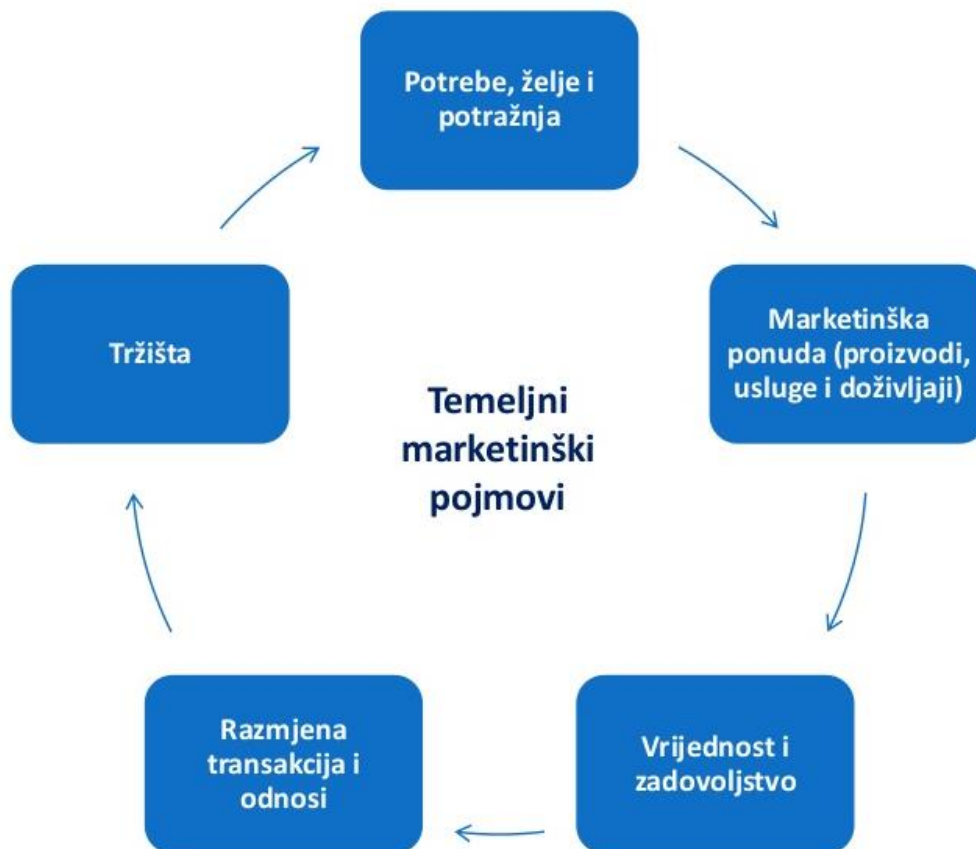 Potrebe, želje i
potražnja
Marketinška
ponuda (proizvodi,
usluge i doživljaji)
Vrijednost i
zadovoljstvo
Razmjena
transakcija i
odnosi
Tržišta
Temeljni
marketinški
pojmovi